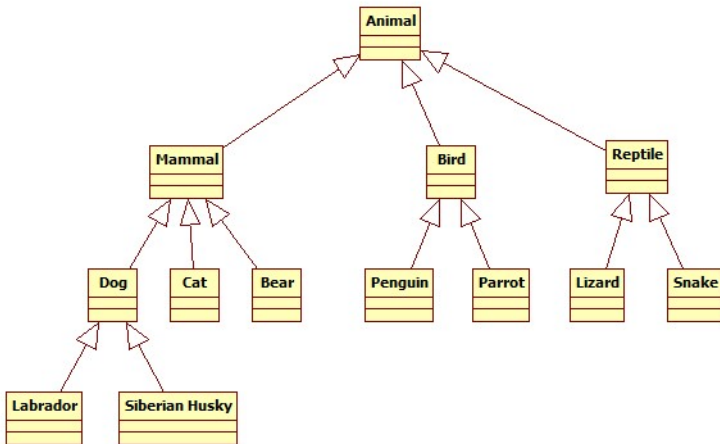 Animal
Mammal
Bird
Reptile
Dog
Cat
Bear
Penguin
Parrot
Lizard
Snake
Labrador
Siberian Husky